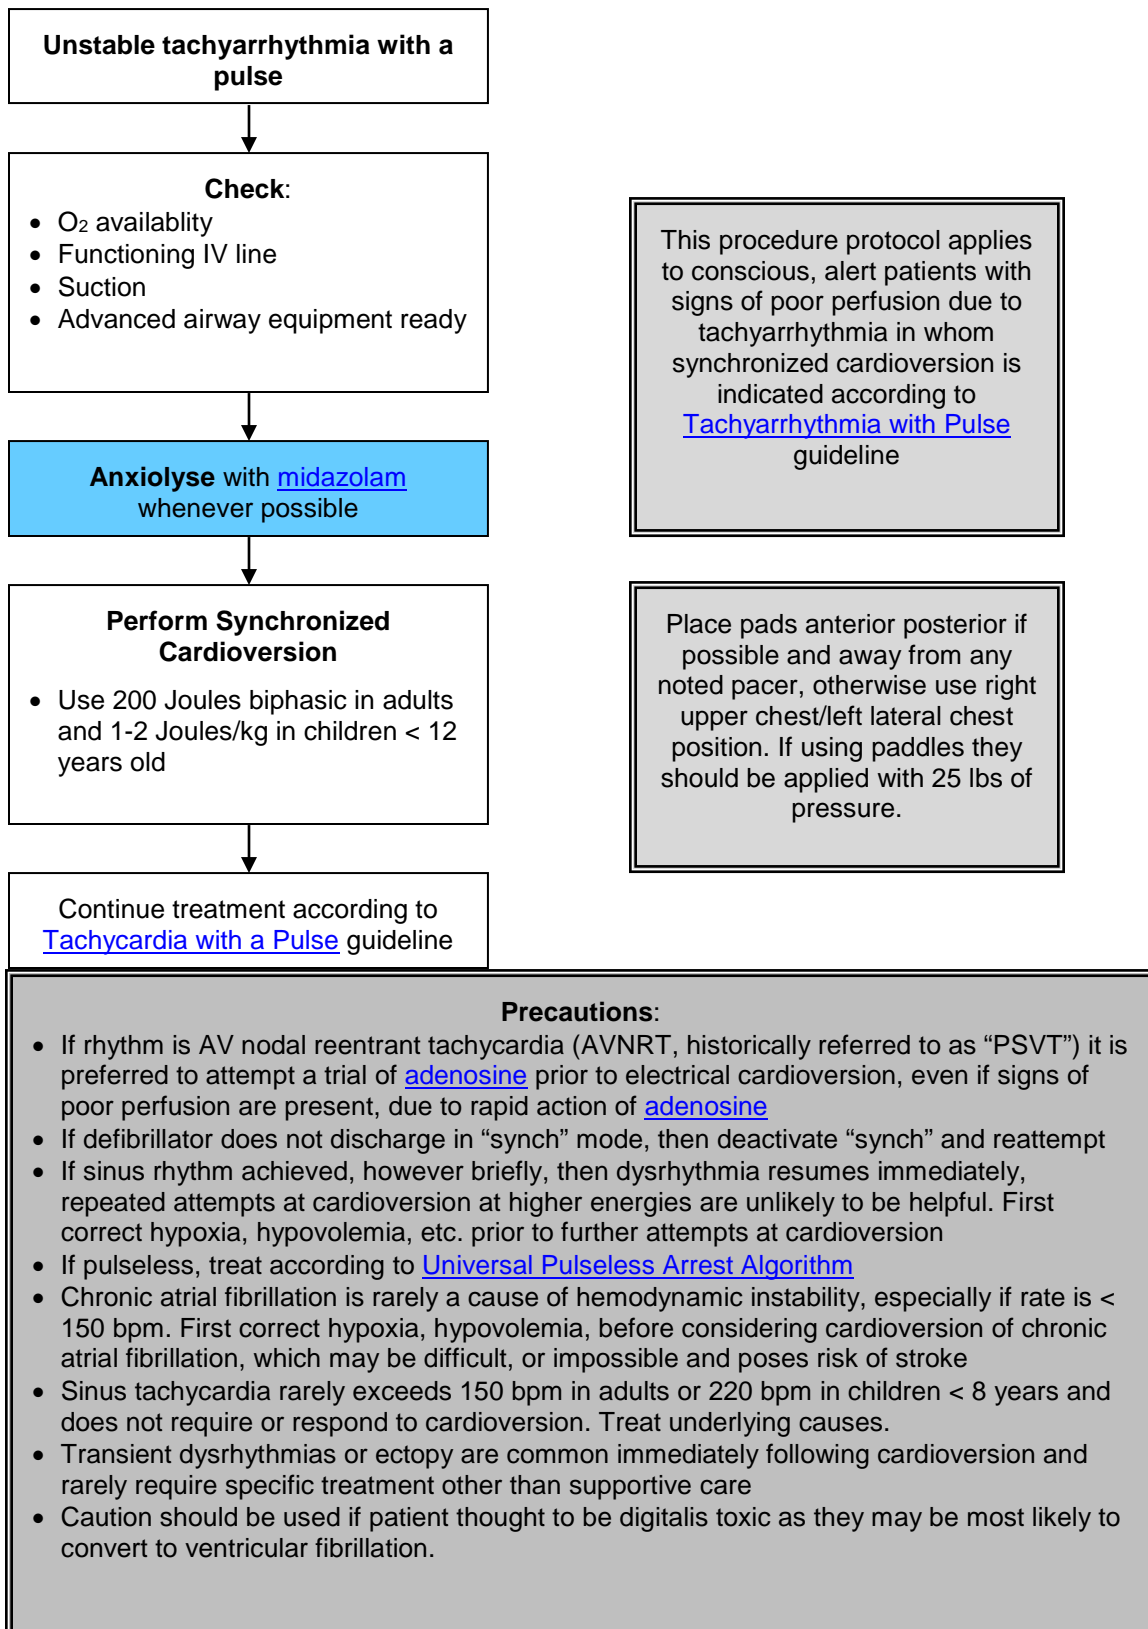 Unstable tachyarrhythmia with a
pulse
Check:
• O2 availablity
• Functioning IV line
• Suction
• Advanced airway equipment ready
This procedure protocol applies
to conscious, alert patients with
signs of poor perfusion due to
tachyarrhythmia in whom
synchronized cardioversion is
indicated according to
Tachyarrhythmia with Pulse
guideline
Anxiolyse with midazolam
whenever possible
Perform Synchronized
Cardioversion
• Use 200 Joules biphasic in adults
and 1-2 Joules/kg in children < 12
years old
Place pads anterior posterior if
possible and away from any
noted pacer, otherwise use right
upper chest/left lateral chest
position. If using paddles they
should be applied with 25 lbs of
pressure.
Continue treatment according to
Tachycardia with a Pulse guideline
Precautions:
• If rhythm is AV nodal reentrant tachycardia (AVNRT, historically referred to as “PSVT”) it is
preferred to attempt a trial of adenosine prior to electrical cardioversion, even if signs of
poor perfusion are present, due to rapid action of adenosine
• If defibrillator does not discharge in “synch” mode, then deactivate “synch” and reattempt
• If sinus rhythm achieved, however briefly, then dysrhythmia resumes immediately,
repeated attempts at cardioversion at higher energies are unlikely to be helpful. First
correct hypoxia, hypovolemia, etc. prior to further attempts at cardioversion
• If pulseless, treat according to Universal Pulseless Arrest Algorithm
• Chronic atrial fibrillation is rarely a cause of hemodynamic instability, especially if rate is <
150 bpm. First correct hypoxia, hypovolemia, before considering cardioversion of chronic
atrial fibrillation, which may be difficult, or impossible and poses risk of stroke
• Sinus tachycardia rarely exceeds 150 bpm in adults or 220 bpm in children < 8 years and
does not require or respond to cardioversion. Treat underlying causes.
• Transient dysrhythmias or ectopy are common immediately following cardioversion and
rarely require specific treatment other than supportive care
• Caution should be used if patient thought to be digitalis toxic as they may be most likely to
convert to ventricular fibrillation.